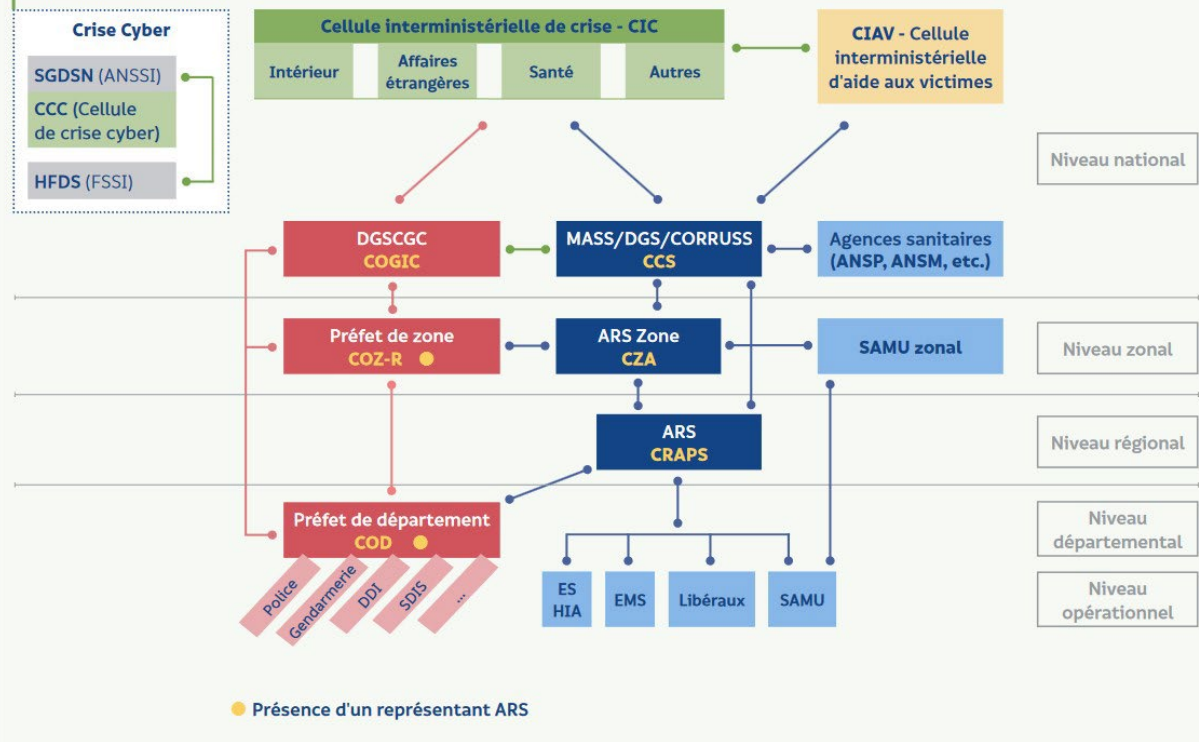 Crise Cyber
SGDSN (ANSSI)
CCC (Cellule
de crise cyber)
HFDS (FSSI)
Cellule interministérielle de crise - CIC
Intérieur
Affaires
étrangères
Santé
Autres
CIAV - Cellule
interministérielle
d'aide aux victimes
Niveau national
DGSCGC
COGIC
MASS/DGS/CORRUSS
CCS
Agences sanitaires
(ANSP, ANSM, etc.)
Préfet de zone
COZ-R
ARS Zone
CZA
SAMU zonal
Niveau zonal
ARS
CRAPS
Niveau régional
Préfet de département
COD
Niveau
départemental
Police
Gendarmerie
DDI
SDIS
...
ES
HIA
EMS
Libéraux
SAMU
Niveau
opérationnel
Présence d'un représentant ARS